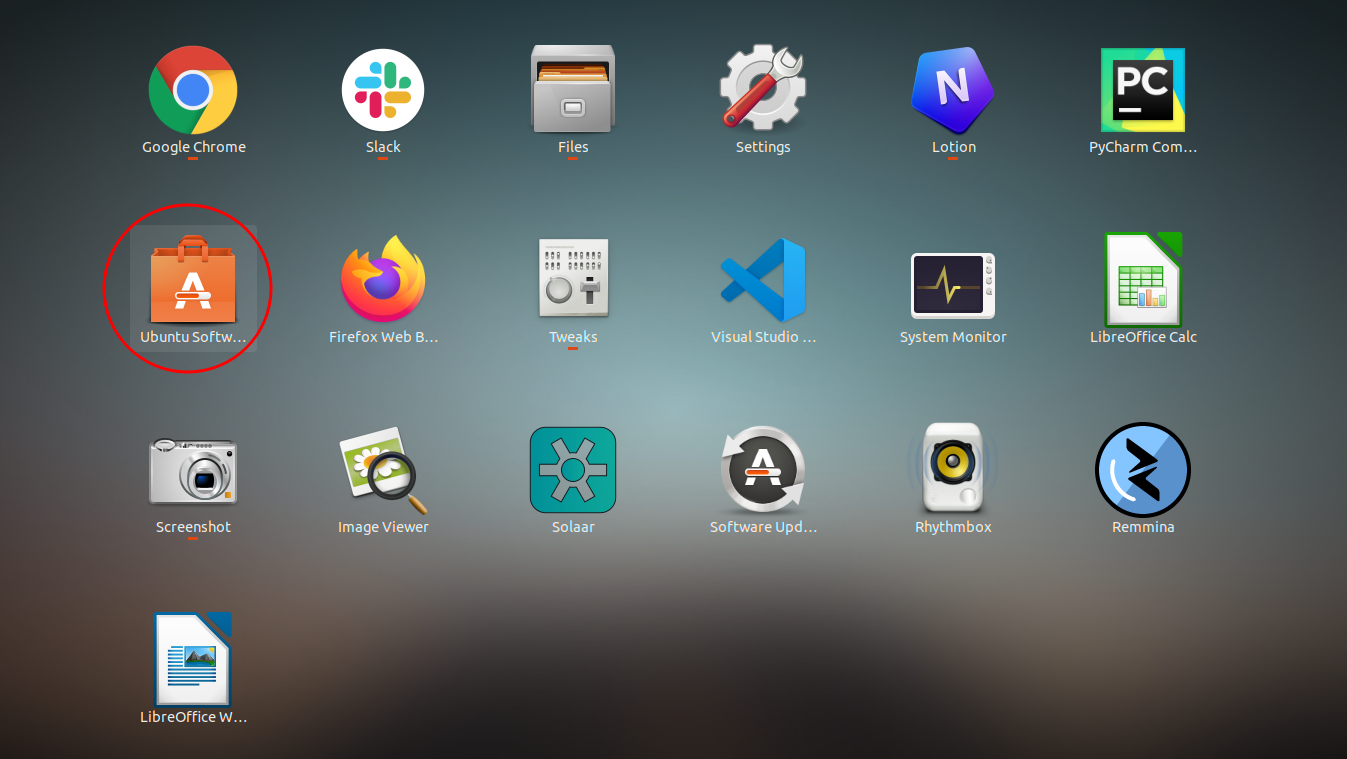 Google Chrome
Slack
Files
Settings
N
Lotion
PC
PyCharm Com...
A
Ubuntu Softw...
Firefox Web B...
Tweaks
Visual Studio ...
System Monitor
LibreOffice Calc
Screenshot
Image Viewer
Solaar
A
Software Upd...
Rhythmbox
Remmina
LibreOffice W...